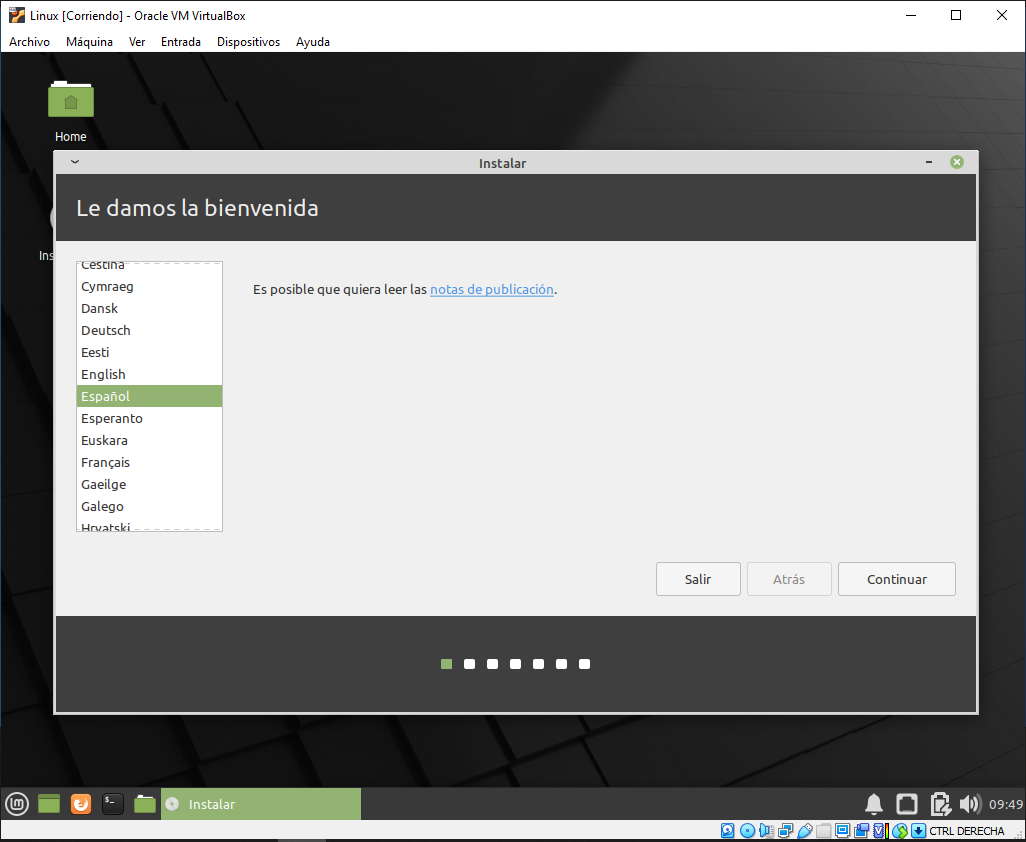 Linux [Corriendo] - Oracle VM VirtualBox
Archivo Máquina Ver Entrada Dispositivos Ayuda
Home
Instalar
Le damos la bienvenida
Ins
Čeština
Cymraeg
Dansk
Deutsch
Eesti
English
Español
Esperanto
Euskara
Français
Gaeilge
Galego
Hrvatski
Es posible que quiera leer las notas de publicación.
Salir Atrás Continuar
Instalar
09:49
CTRL DERECHA